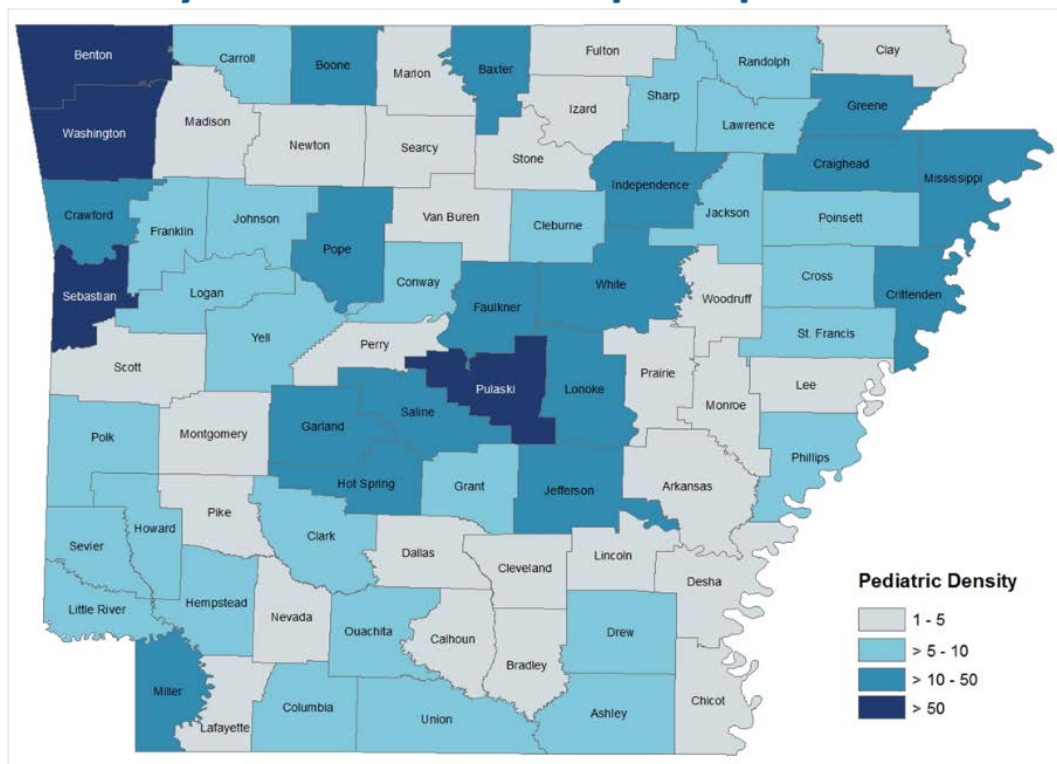 Benton
Carroll
Boone
Marion
Baxter
Fulton
Randolph
Clay
Sharp
Izard
Greene
Washington
Madison
Newton
Searcy
Stone
Lawrence
Craighead
Mississippi
Independence
Crawford
Franklin
Johnson
Pope
Van Buren
Cleburne
Jackson
Poinsett
Sebastian
Logan
Conway
Faulkner
White
Woodruff
Cross
Crittenden
Yell
Perry
St. Francis
Scott
Pulaski
Lonoke
Prairie
Lee
Monroe
Polk
Montgomery
Garland
Saline
Phillips
Hot Spring
Grant
Jefferson
Arkansas
Howard
Pike
Clark
Dallas
Cleveland
Lincoln
Desha
Sevier
Little River
Hempstead
Nevada
Ouachita
Calhoun
Bradley
Drew
Miller
Lafayette
Columbia
Union
Ashley
Chicot
Pediatric Density
1 - 5
> 5 - 10
> 10 - 50
> 50